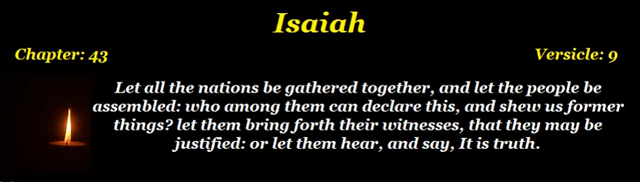 Isaiah
Chapter: 43 Versicle: 9
Let all the nations be gathered together, and let the people be
assembled: who among them can declare this, and shew us former
things? let them bring forth their witnesses, that they may be
justified: or let them hear, and say, It is truth.